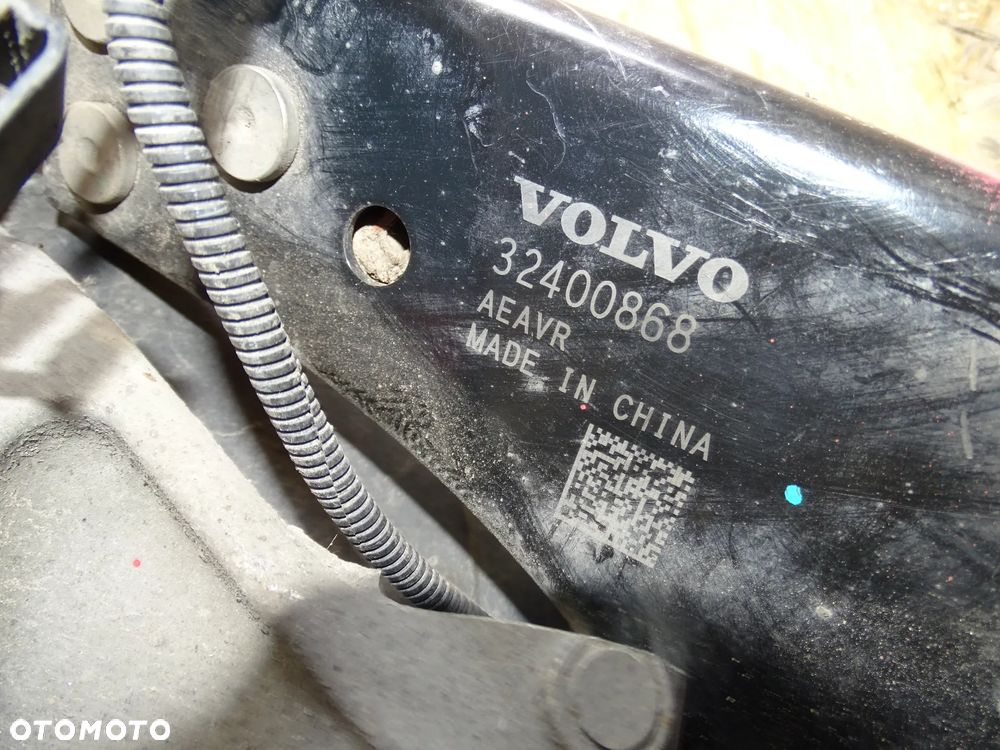 VOLVO
32400868
AEAVR
MADE IN CHINA
OTOMOTO